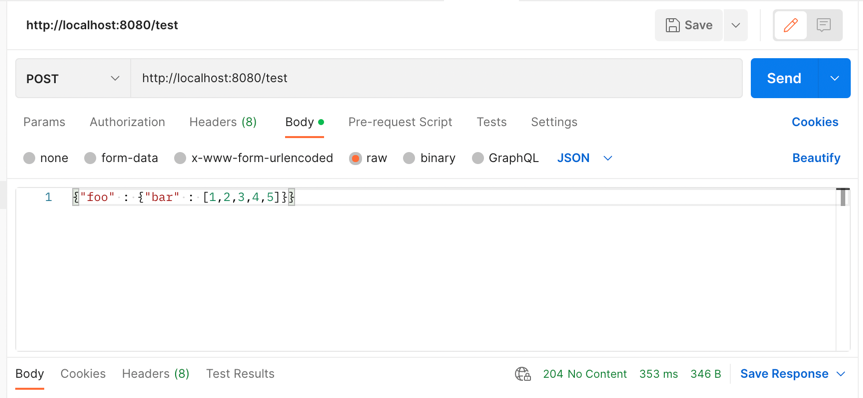 http://localhost:8080/test Save
POST http://localhost:8080/test Send
Params Authorization Headers (8) Body Pre-request Script Tests Settings Cookies
none form-data x-www-form-urlencoded raw binary GraphQL JSON Beautify
1 {"foo" : {"bar" : [1,2,3,4,5]}}
Body Cookies Headers (8) Test Results 204 No Content 353 ms 346 B Save Response